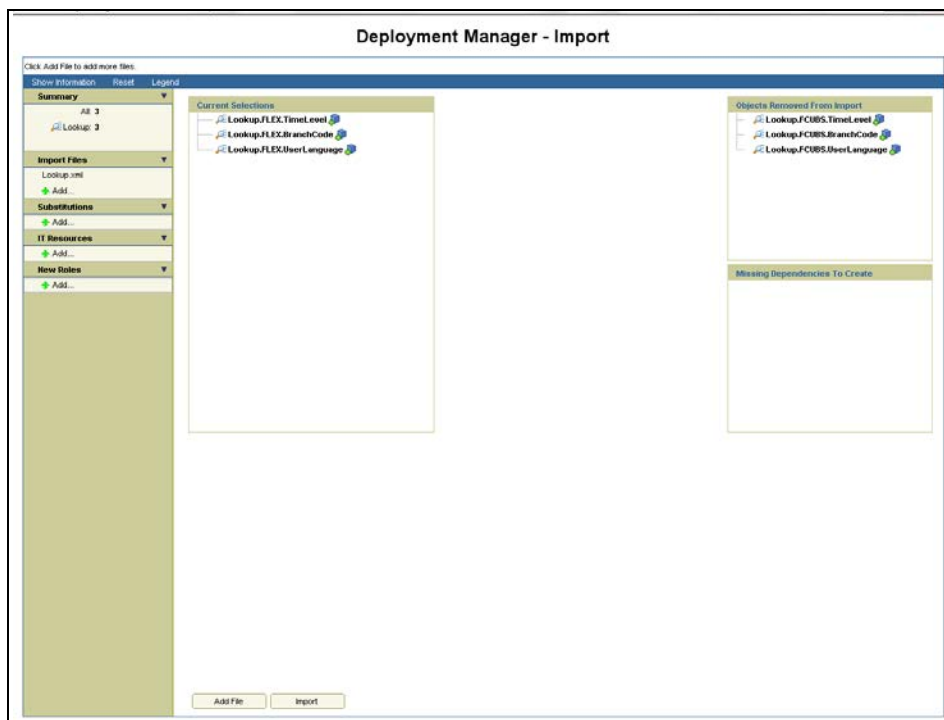 Deployment Manager - Import
Click Add File to add more files.
Show Information Reset Legend
Summary
All: 3
Lookup: 3
Import Files
Lookup.xml
Add...
Substitutions
Add...
IT Resources
Add...
New Roles
Add...
Current Selections
Lookup.FLEX.TimeLevel
Lookup.FLEX.BranchCode
Lookup.FLEX.UserLanguage
Objects Removed From Import
Lookup.FCUBS.TimeLevel
Lookup.FCUBS.BranchCode
Lookup.FCUBS.UserLanguage
Missing Dependencies To Create
Add File Import